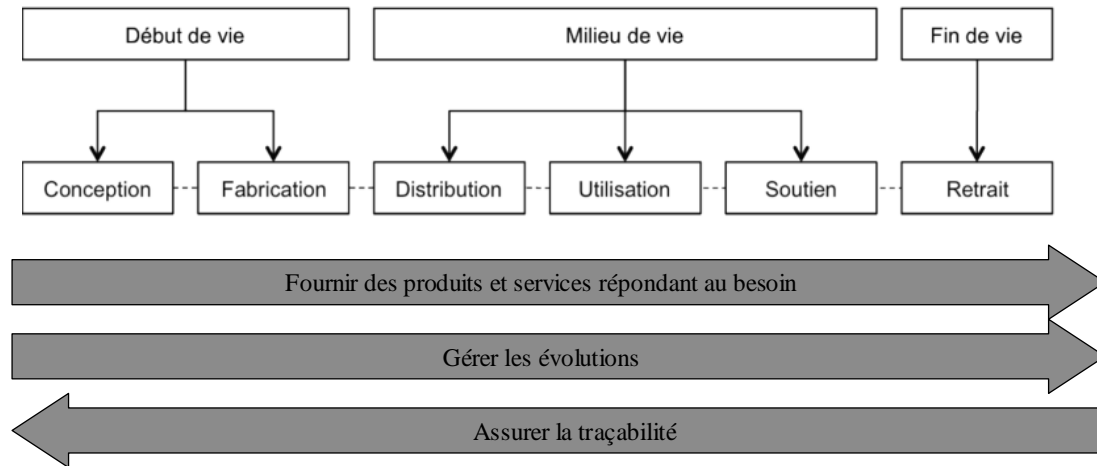 Début de vie
Milieu de vie
Fin de vie
Conception
Fabrication
Distribution
Utilisation
Soutien
Retrait
Fournir des produits et services répondant au besoin
Gérer les évolutions
Assurer la traçabilité